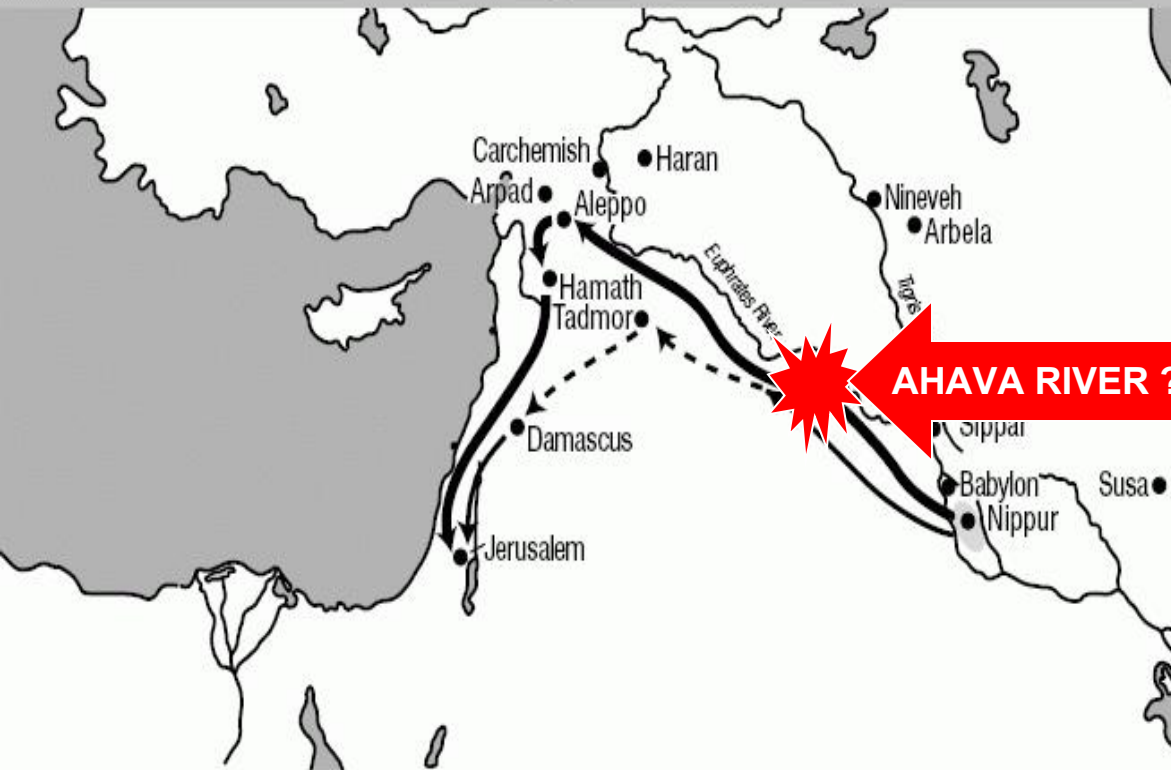 Carchemish
Haran
Arpad
Aleppo
Nineveh
Arbela
Euphrates River
Tigris
Hamath
Tadmor
AHAVA RIVER ?
Sippar
Damascus
Babylon
Susa
Nippur
Jerusalem